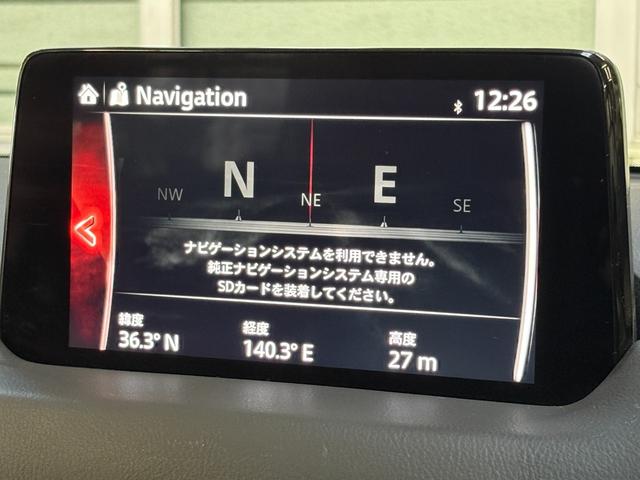 Navigation 12:26
NW N NE E SE
ナビゲーションシステムを利用できません。
純正ナビゲーションシステム専用の
SDカードを装着してください。
緯度 経度 高度
36.3° N 140.3° E 27 m